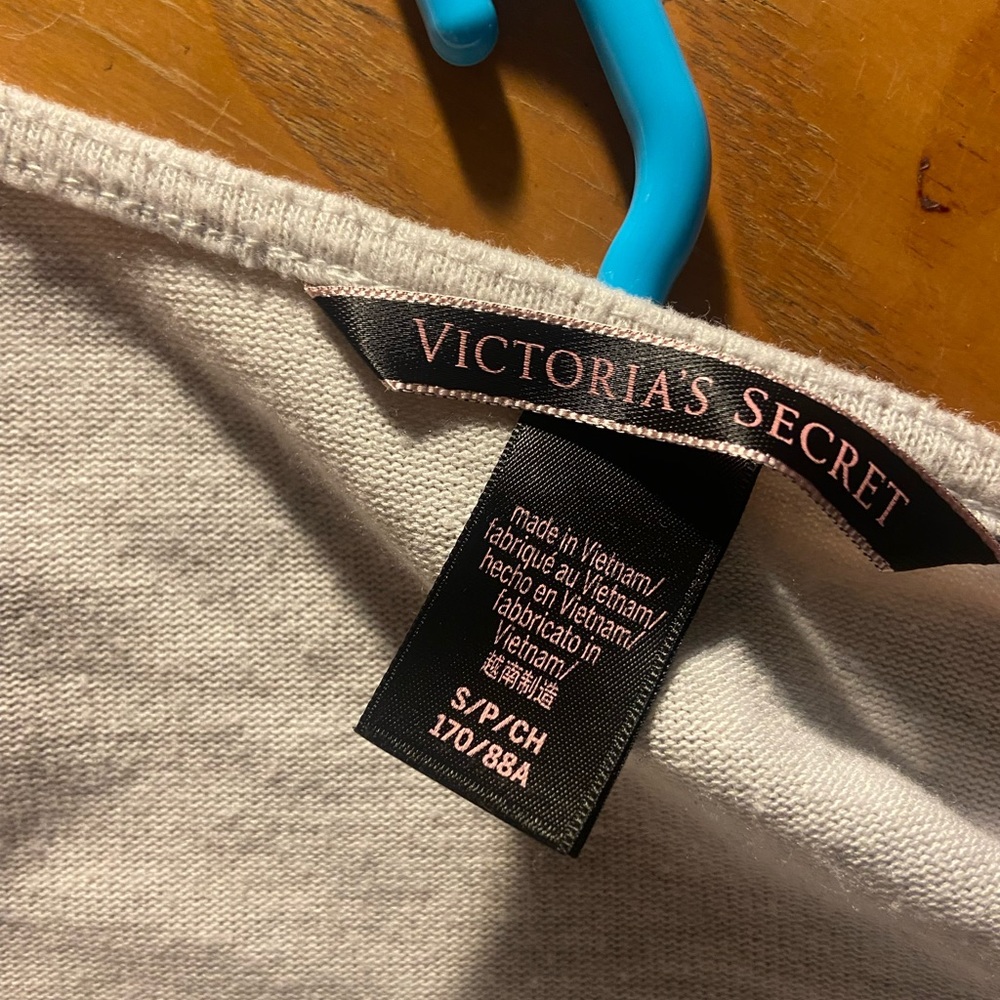 VICTORIA'S SECRET
made in Vietnam/
fabriqué au Vietnam/
hecho en Vietnam/
fabbricato in
Vietnam/
越南制造
S/P/CH
170/88A